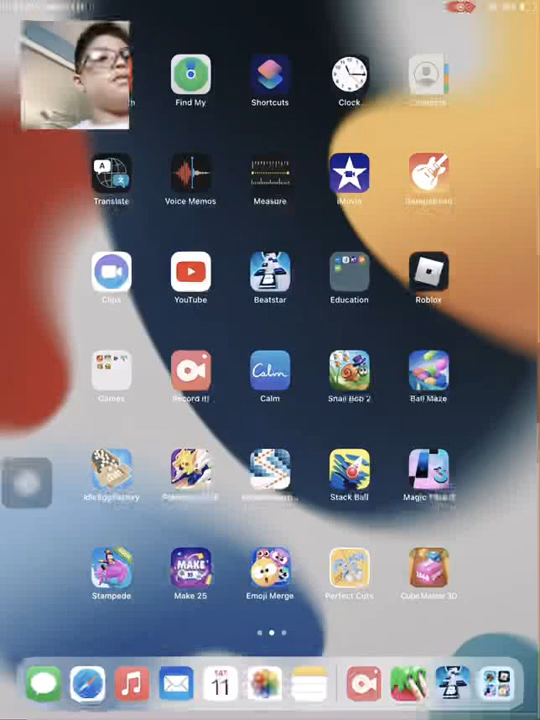 Find My
Shortcuts
Clock
Contacts
Translate
Voice Memos
Measure
iMovie
GarageBand
Clips
YouTube
Beatstar
Education
Roblox
Games
Record it!
Calm
Calm
Snail Bob 2
Ball Maze
Idle Egg Factory
Stack Ball
Magic
Stampede
MAKE
Make 25
Emoji Merge
Perfect Cuts
Cube Master 3D
SAT
11